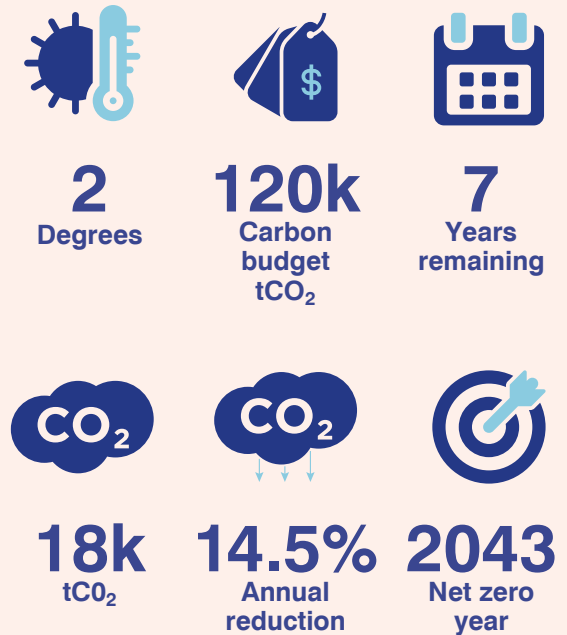 $
2
Degrees
120k
Carbon
budget
tCO₂
7
Years
remaining
CO₂
18k
tC0₂
CO₂
14.5%
Annual
reduction
2043
Net zero
year